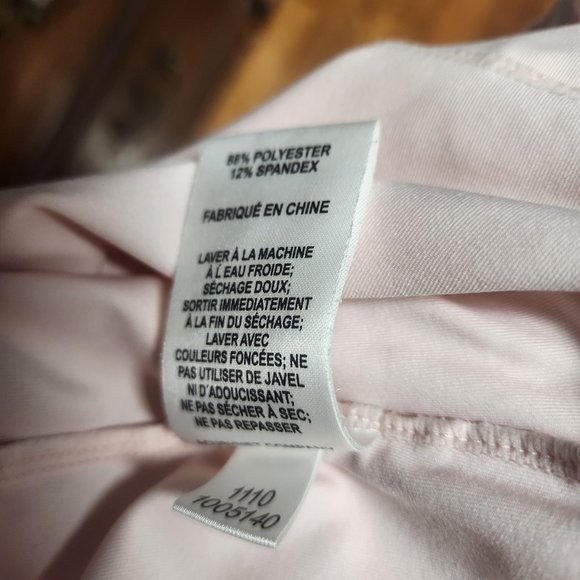 88% POLYESTER
12% SPANDEX
FABRIQUÉ EN CHINE
LAVER À LA MACHINE
À L'EAU FROIDE;
SÉCHAGE DOUX;
SORTIR IMMEDIATEMENT
À LA FIN DU SÉCHAGE;
LAVER AVEC
COULEURS FONCÉES; NE
PAS UTILISER DE JAVEL
NI D'ADOUCISSANT;
NE PAS SÉCHER À SEC;
NE PAS REPASSER
1110
1005140